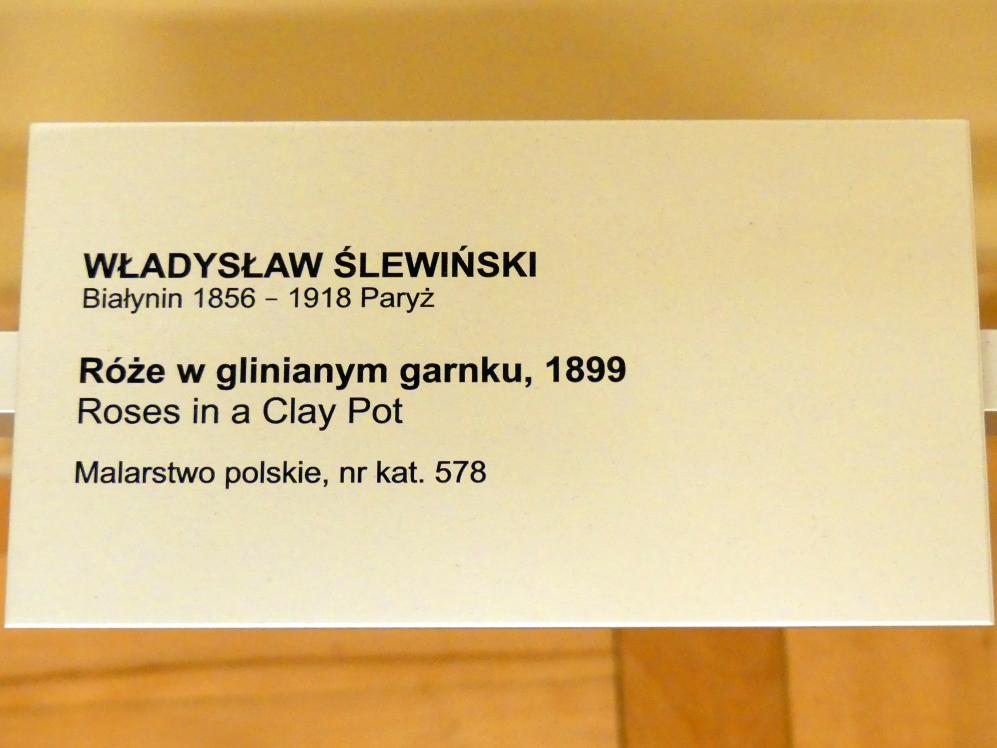 WŁADYSŁAW ŚLEWIŃSKI
Białynin 1856 – 1918 Paryż
Róże w glinianym garnku, 1899
Roses in a Clay Pot
Malarstwo polskie, nr kat. 578